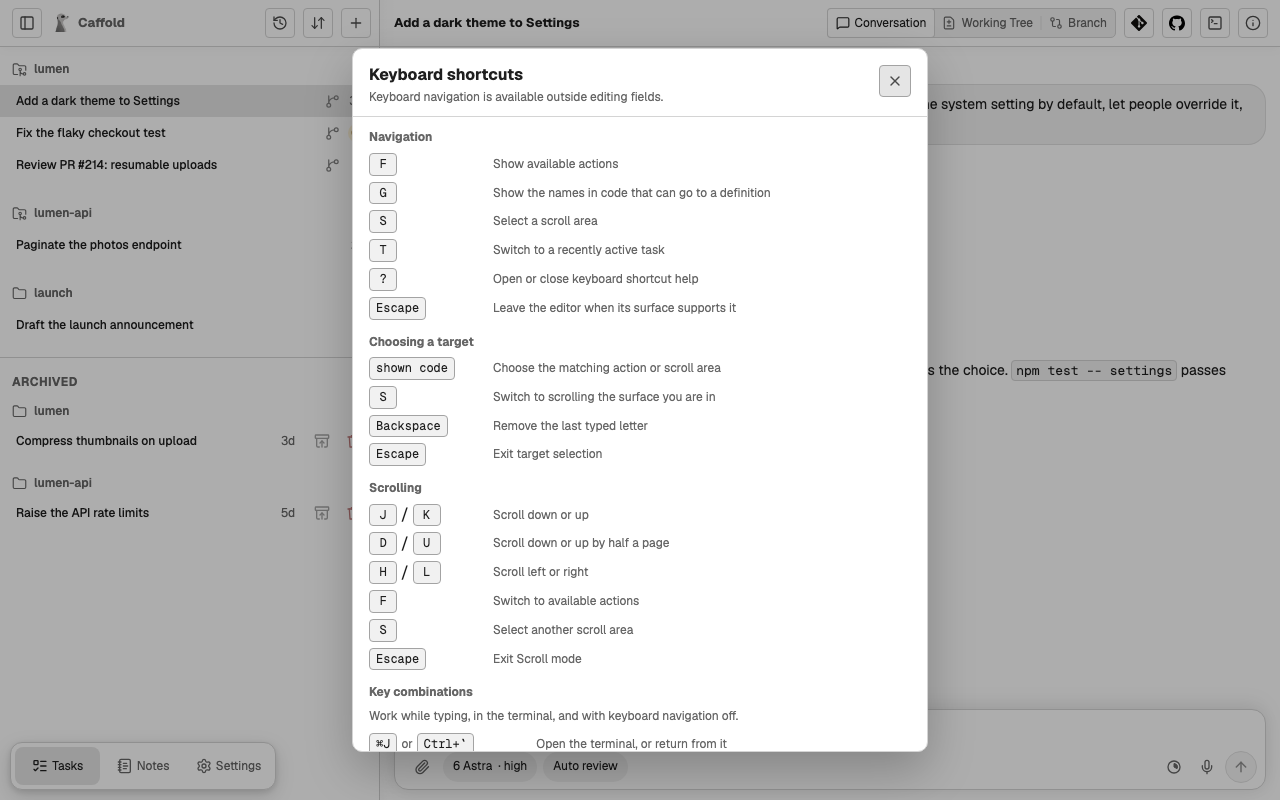 Caffold
Add a dark theme to Settings
Conversation
Working Tree
Branch
lumen
Add a dark theme to Settings
Fix the flaky checkout test
Review PR #214: resumable uploads
lumen-api
Paginate the photos endpoint
launch
Draft the launch announcement
ARCHIVED
lumen
Compress thumbnails on upload 3d
lumen-api
Raise the API rate limits 5d
Tasks
Notes
Settings
system setting by default, let people override it,
the choice. npm test -- settings passes
6 Astra · high
Auto review
Keyboard shortcuts
Keyboard navigation is available outside editing fields.
Navigation
F Show available actions
G Show the names in code that can go to a definition
S Select a scroll area
T Switch to a recently active task
? Open or close keyboard shortcut help
Escape Leave the editor when its surface supports it
Choosing a target
shown code Choose the matching action or scroll area
S Switch to scrolling the surface you are in
Backspace Remove the last typed letter
Escape Exit target selection
Scrolling
J / K Scroll down or up
D / U Scroll down or up by half a page
H / L Scroll left or right
F Switch to available actions
S Select another scroll area
Escape Exit Scroll mode
Key combinations
Work while typing, in the terminal, and with keyboard navigation off.
⌘J or Ctrl+` Open the terminal, or return from it